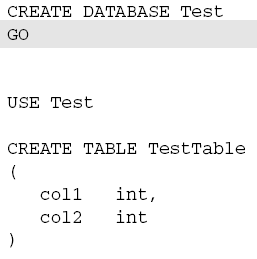 CREATE DATABASE Test
GO
USE Test
CREATE TABLE TestTable
(
col1 int,
col2 int
)